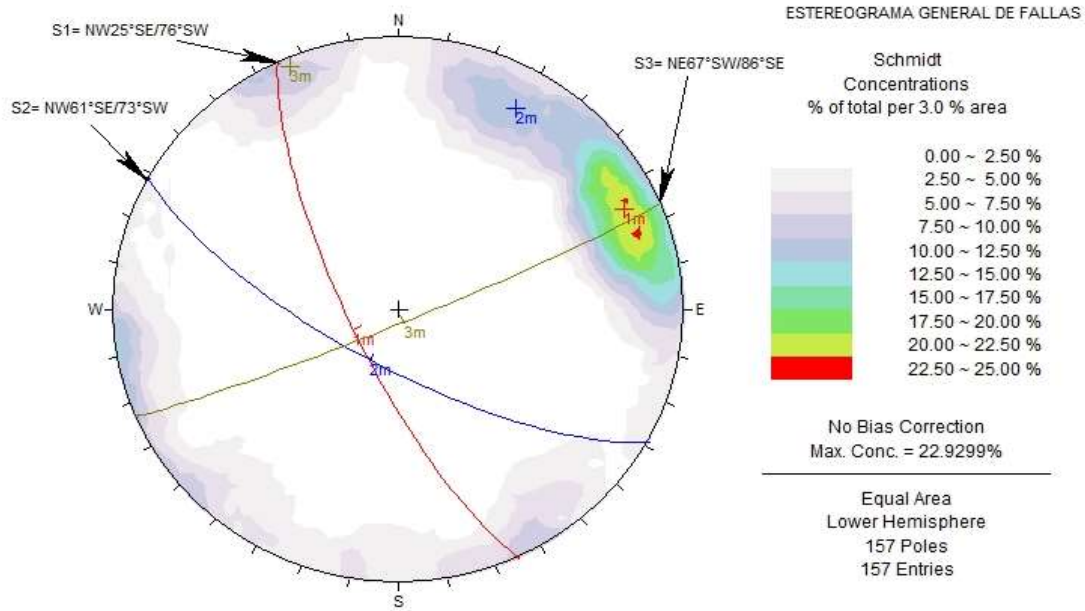 ESTEREOGRAMA GENERAL DE FALLAS
S1= NW25°SE/76°SW
N
S3= NE67°SW/86°SE
S2= NW61°SE/73°SW
3m
2m
1m
W
E
3m
1m
2m
S
Schmidt
Concentrations
% of total per 3.0 % area
0.00 ~ 2.50 %
2.50 ~ 5.00 %
5.00 ~ 7.50 %
7.50 ~ 10.00 %
10.00 ~ 12.50 %
12.50 ~ 15.00 %
15.00 ~ 17.50 %
17.50 ~ 20.00 %
20.00 ~ 22.50 %
22.50 ~ 25.00 %
No Bias Correction
Max. Conc. = 22.9299%
Equal Area
Lower Hemisphere
157 Poles
157 Entries